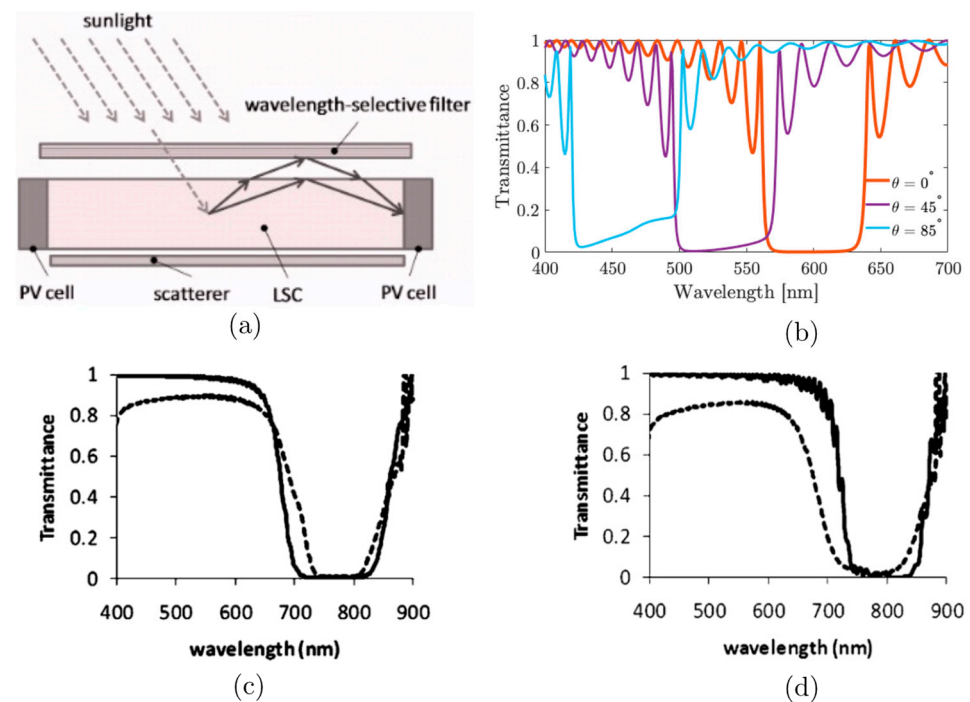 sunlight
wavelength-selective filter
PV cell
scatterer
LSC
PV cell
(a)
Transmittance
1
0.8
0.6
0.4
0.2
0
θ = 0°
θ = 45°
θ = 85°
400 450 500 550 600 650 700
Wavelength [nm]
(b)
Transmittance
1
0.8
0.6
0.4
0.2
0
400 500 600 700 800 900
wavelength (nm)
(c)
Transmittance
1
0.8
0.6
0.4
0.2
0
400 500 600 700 800 900
wavelength (nm)
(d)